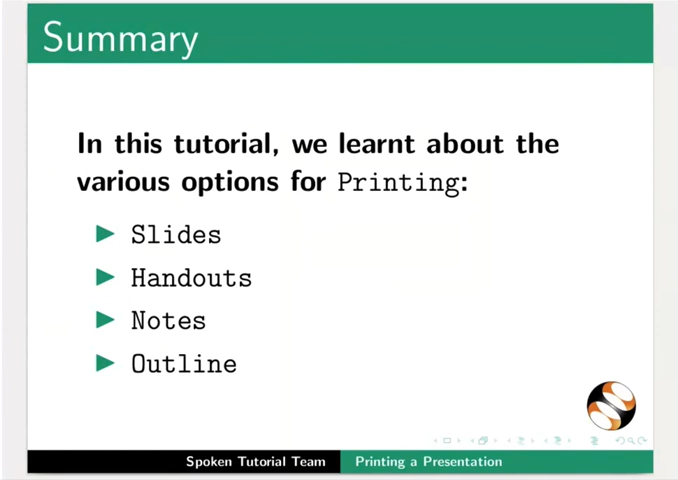 Summary
In this tutorial, we learnt about the
various options for Printing:
Slides
Handouts
Notes
Outline
Spoken Tutorial Team
Printing a Presentation